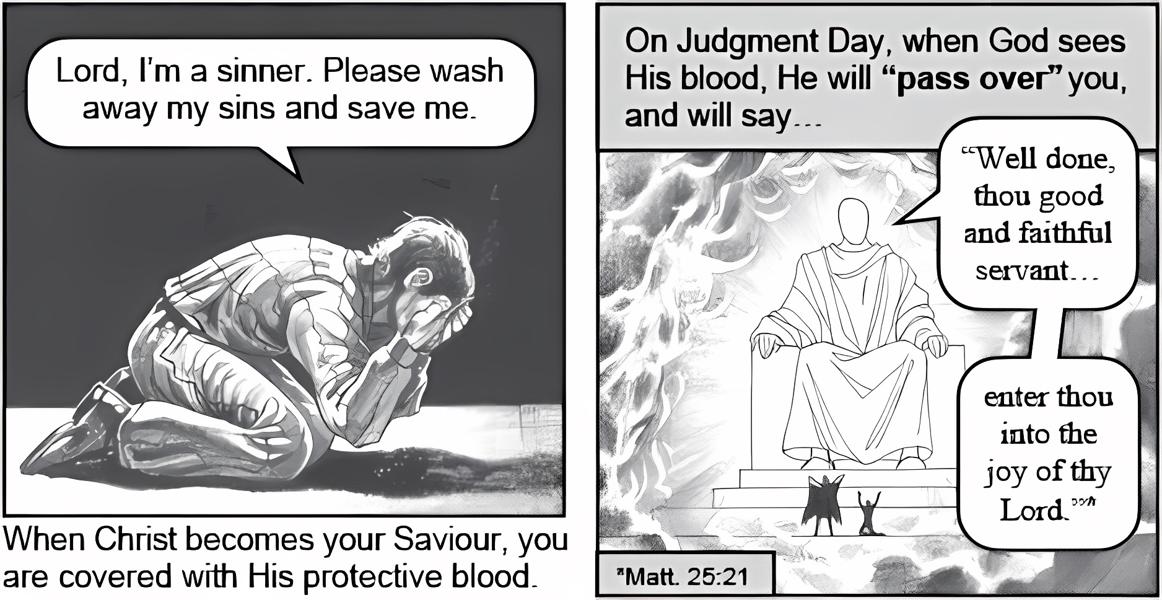 Lord, I'm a sinner. Please wash
away my sins and save me.
When Christ becomes your Saviour, you
are covered with His protective blood.
On Judgment Day, when God sees
His blood, He will “pass over” you,
and will say...
“Well done,
thou good
and faithful
servant...
enter thou
into the
joy of thy
Lord.”*
*Matt. 25:21